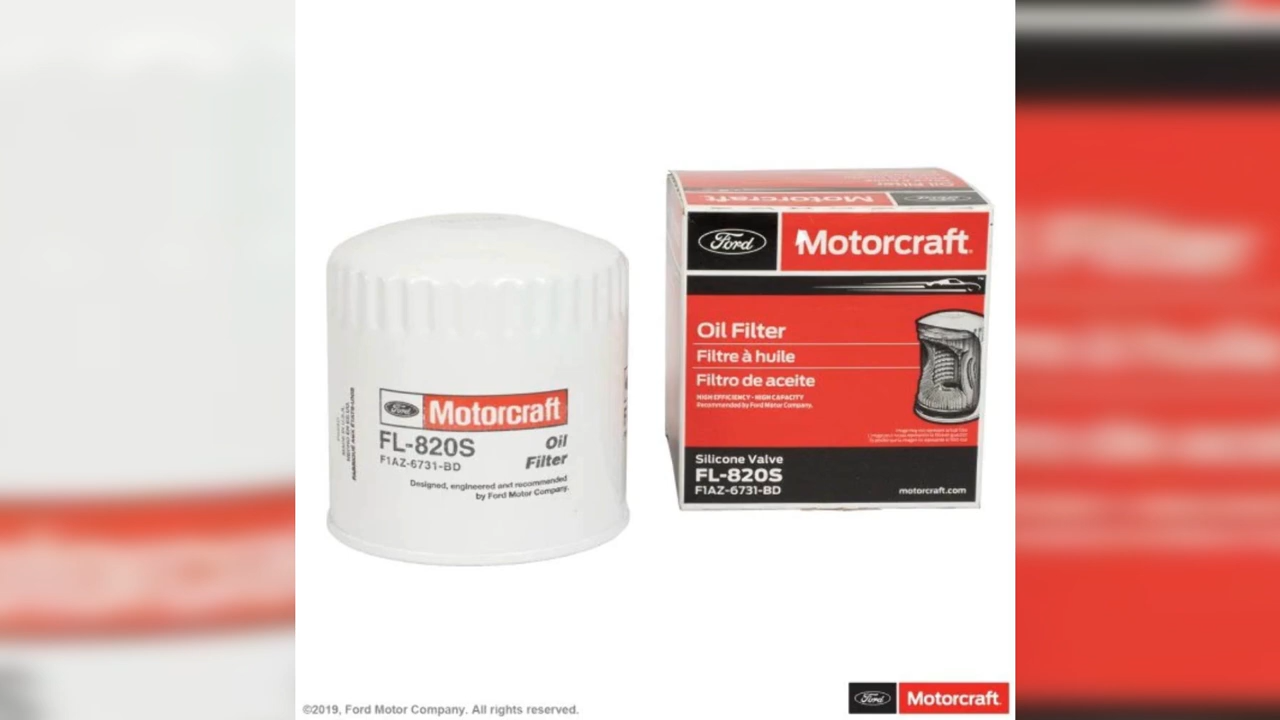 Ford
Motorcraft
FL-820S
F1AZ-6731-BD
Oil
Filter
Designed, engineered and recommended
by Ford Motor Company.
Oil Filter
Motorcraft
Ford
Motorcraft
Oil Filter
Filtre à huile
Filtro de aceite
HIGH EFFICIENCY • HIGH CAPACITY
Recommended by Ford Motor Company.
Silicone Valve
FL-820S
F1AZ-6731-BD
motorcraft.com
©2019, Ford Motor Company. All rights reserved.
Ford
Motorcraft